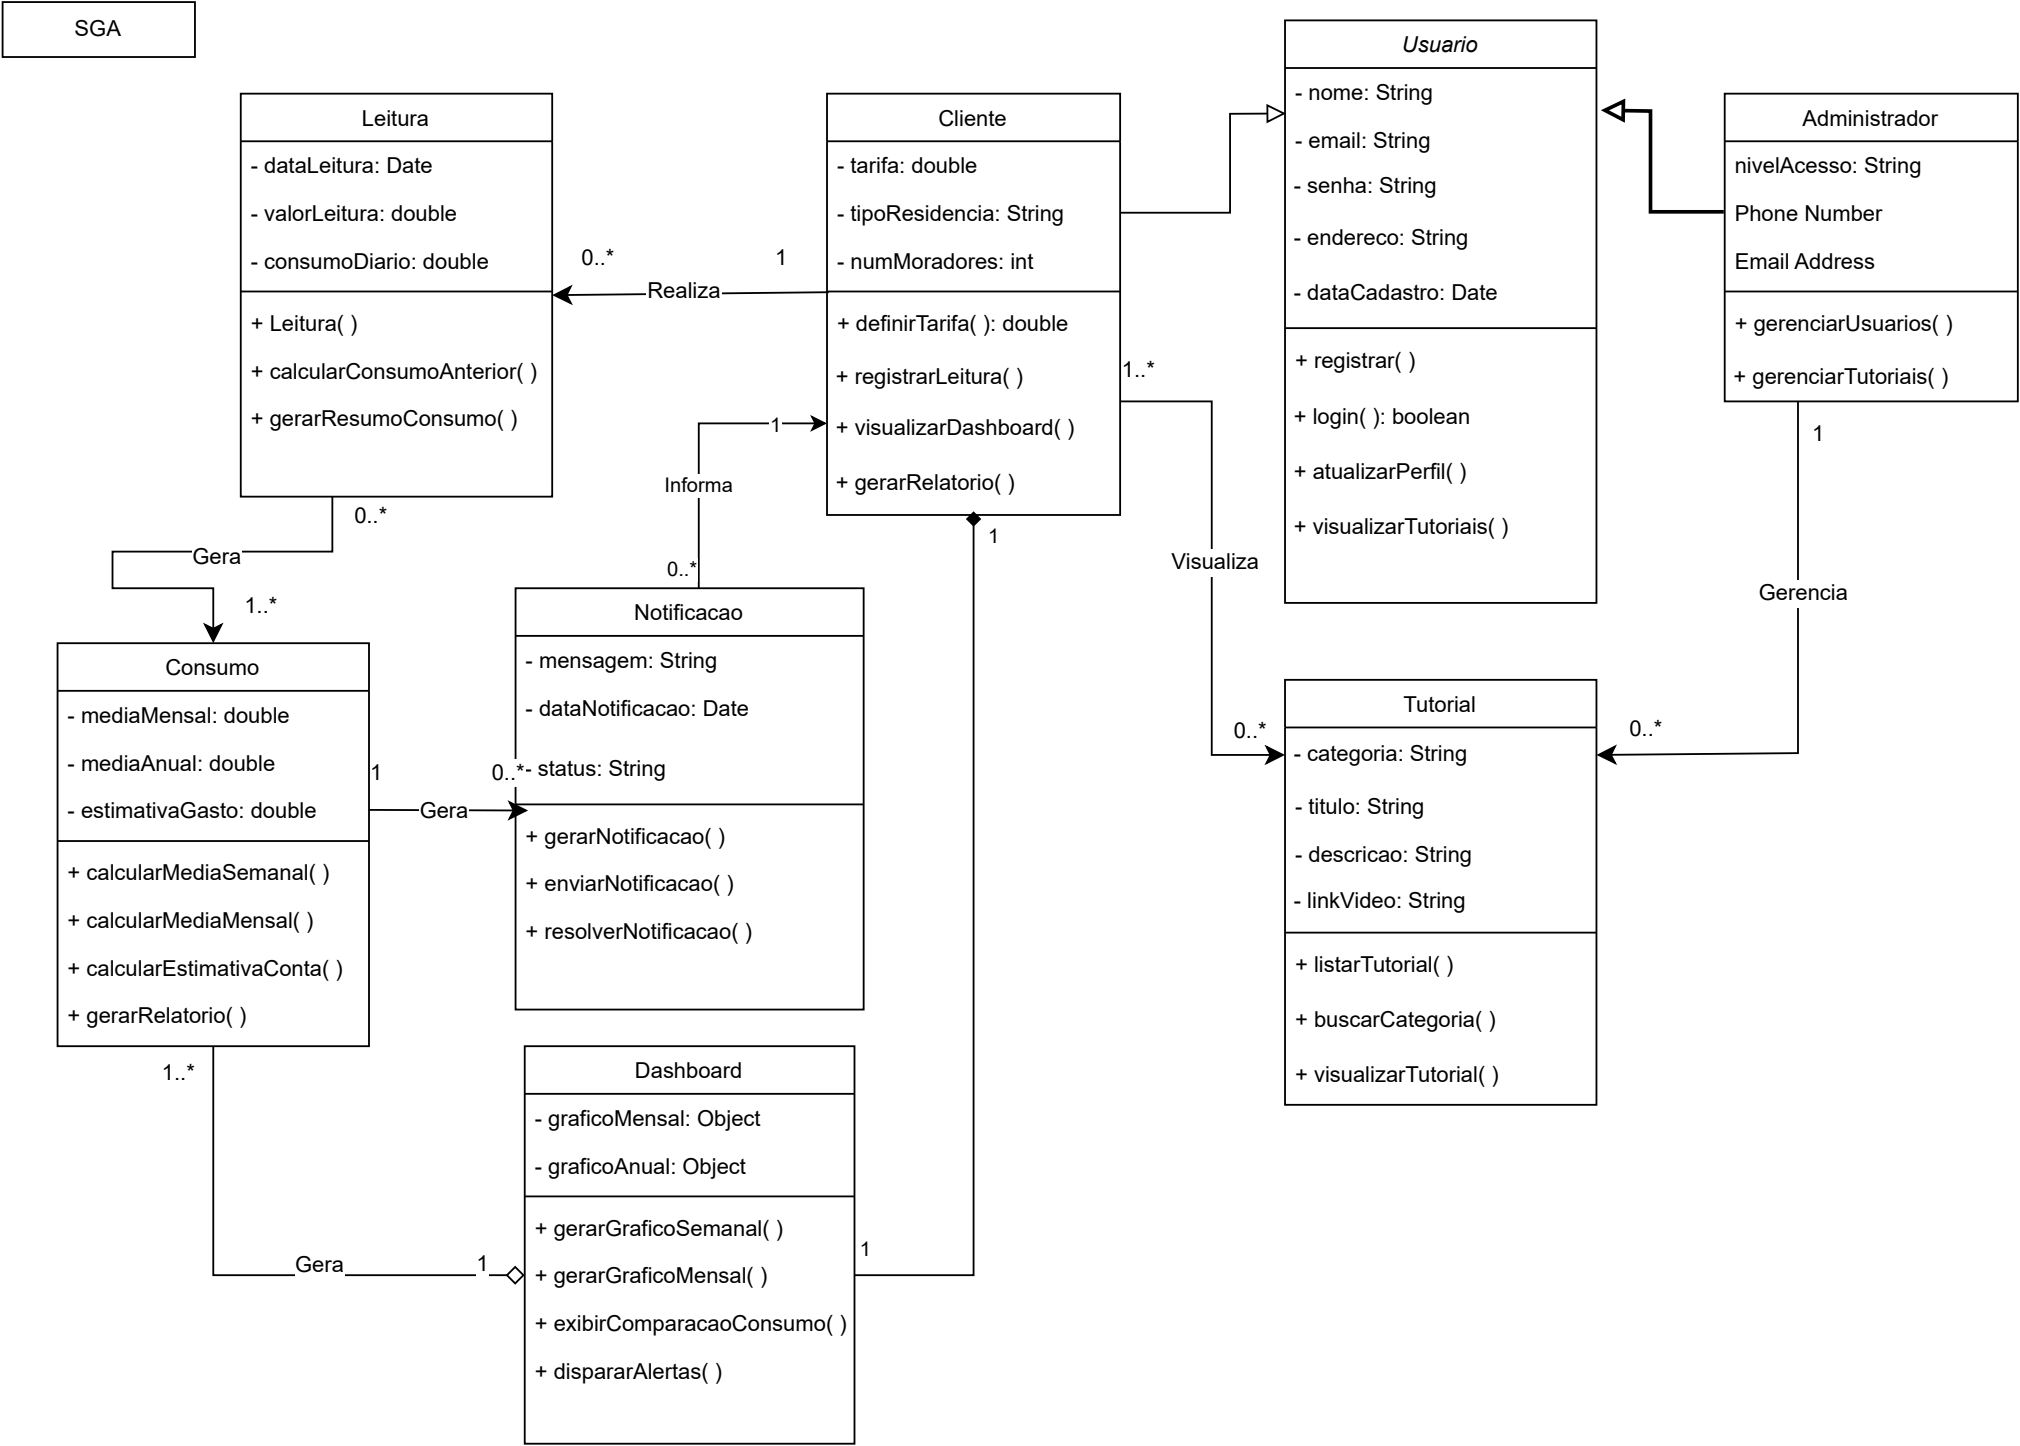 SGA
Leitura
- dataLeitura: Date
- valorLeitura: double
- consumoDiario: double
+ Leitura( )
+ calcularConsumoAnterior( )
+ gerarResumoConsumo( )
0..*
Realiza
1
Cliente
- tarifa: double
- tipoResidencia: String
- numMoradores: int
+ definirTarifa( ): double
+ registrarLeitura( )
+ visualizarDashboard( )
+ gerarRelatorio( )
Usuario
- nome: String
- email: String
- senha: String
- endereco: String
- dataCadastro: Date
+ registrar( )
+ login( ): boolean
+ atualizarPerfil( )
+ visualizarTutoriais( )
Administrador
nivelAcesso: String
Phone Number
Email Address
+ gerenciarUsuarios( )
+ gerenciarTutoriais( )
1..*
Visualiza
0..*
1
Gerencia
0..*
1
Informa
0..*
1
0..*
Gera
1..*
Consumo
- mediaMensal: double
- mediaAnual: double
- estimativaGasto: double
+ calcularMediaSemanal( )
+ calcularMediaMensal( )
+ calcularEstimativaConta( )
+ gerarRelatorio( )
1
Gera
0..*
Notificacao
- mensagem: String
- dataNotificacao: Date
- status: String
+ gerarNotificacao( )
+ enviarNotificacao( )
+ resolverNotificacao( )
Tutorial
- categoria: String
- titulo: String
- descricao: String
- linkVideo: String
+ listarTutorial( )
+ buscarCategoria( )
+ visualizarTutorial( )
1..*
Gera
1
Dashboard
- graficoMensal: Object
- graficoAnual: Object
+ gerarGraficoSemanal( )
+ gerarGraficoMensal( )
+ exibirComparacaoConsumo( )
+ dispararAlertas( )
1